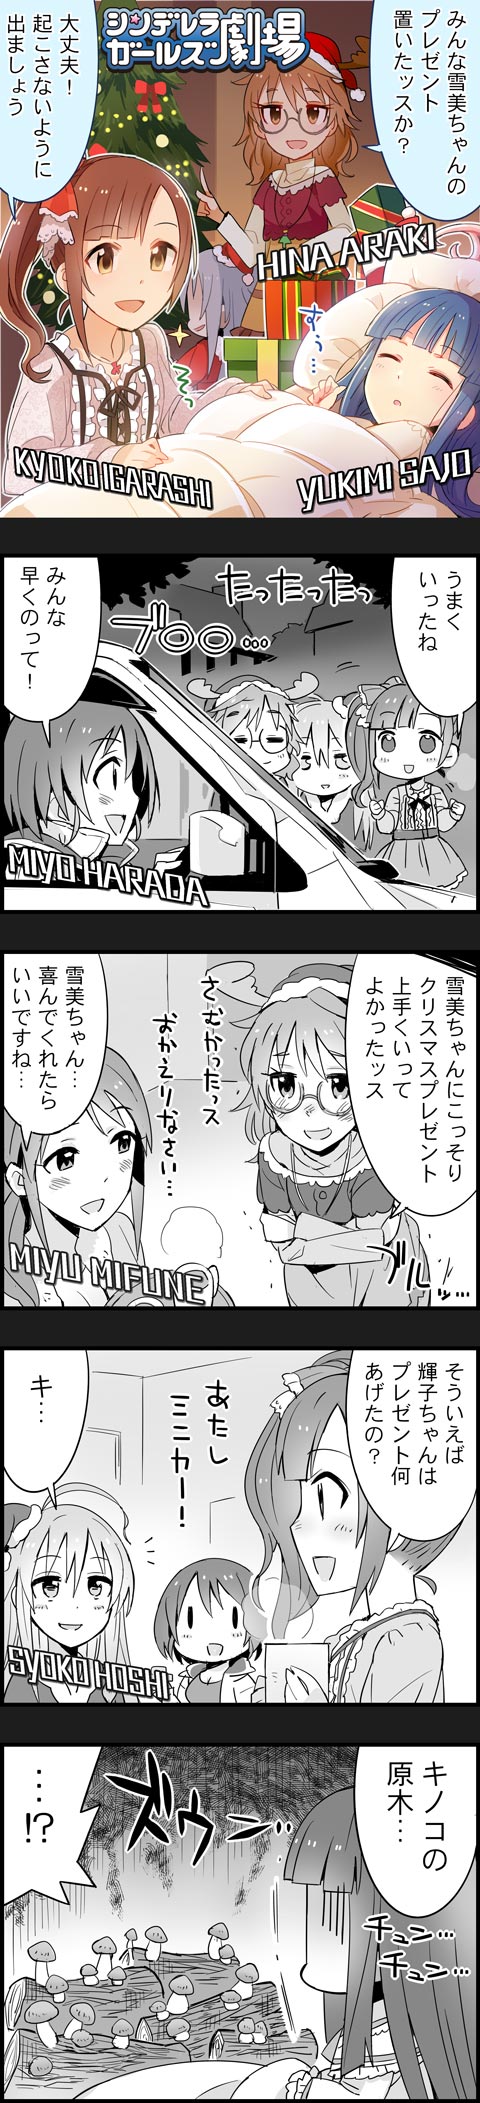 シンデレラ
ガールズ劇場
みんな雪美ちゃんの
プレゼント
置いたッスか？
大丈夫！
起こさないように
出ましょう
HINA ARAKI
すぅ…
そっ
KYOKO IGARASHI
YUKIMI SAJO
うまく
いったね
たったったっ
ブロロ…
みんな
早くのって！
MIYO HARADA
雪美ちゃんにこっそり
クリスマスプレゼント
上手くいって
よかったッス
さむかったっス
おかえりなさい…
雪美ちゃん…
喜んでくれたら
いいですね…
ブルッ…
MIYU MIFUNE
そういえば
輝子ちゃんは
プレゼント何
あげたの？
あたし
ミニカー！
キ…
SYOKO HOSHI
キノコの
原木…
ズウン…
…!?
チュン…
チュン…